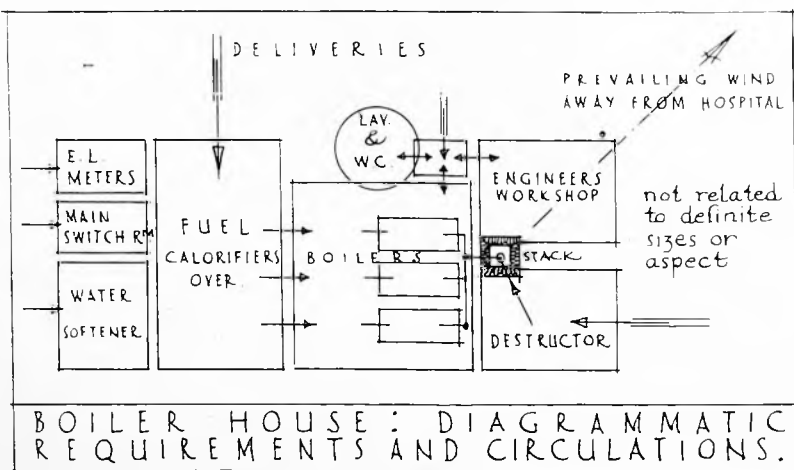 DELIVERIES
PREVAILING WIND
AWAY FROM HOSPITAL
LAV.
&
W.C.
E.L.
METERS
MAIN
SWITCH RM
WATER
SOFTENER
FUEL
CALORIFIERS
OVER
BOILERS
ENGINEERS
WORKSHOP
STACK
DESTRUCTOR
not related
to definite
sizes or
aspect
BOILER HOUSE: DIAGRAMMATIC
REQUIREMENTS AND CIRCULATIONS.